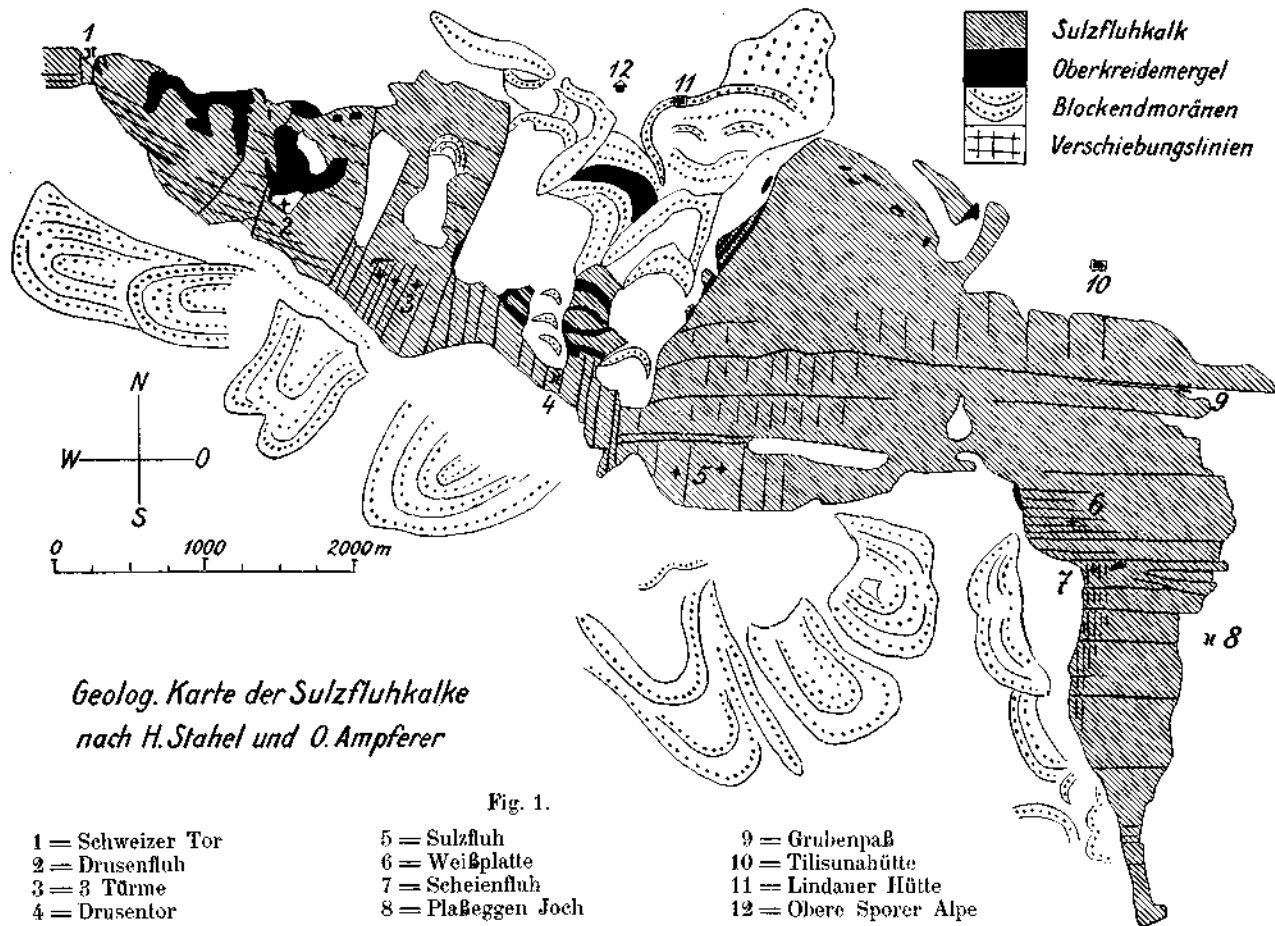 1
12
11
Sulzfluhkalk
Oberkreidemergel
Blockendmoränen
Verschiebungslinien
2
3
10
4
9
N
W O
S
5
6
0 1000 2000 m
7
8
Geolog. Karte der Sulzfluhkalke
nach H. Stahel und O. Ampferer
Fig. 1.
1 = Schweizer Tor
2 = Drusenfluh
3 = 3 Türme
4 = Drusentor
5 = Sulzfluh
6 = Weißplatte
7 = Scheienfluh
8 = Plaßeggen Joch
9 = Grubenpaß
10 = Tilisunahütte
11 = Lindauer Hütte
12 = Obere Sporer Alpe